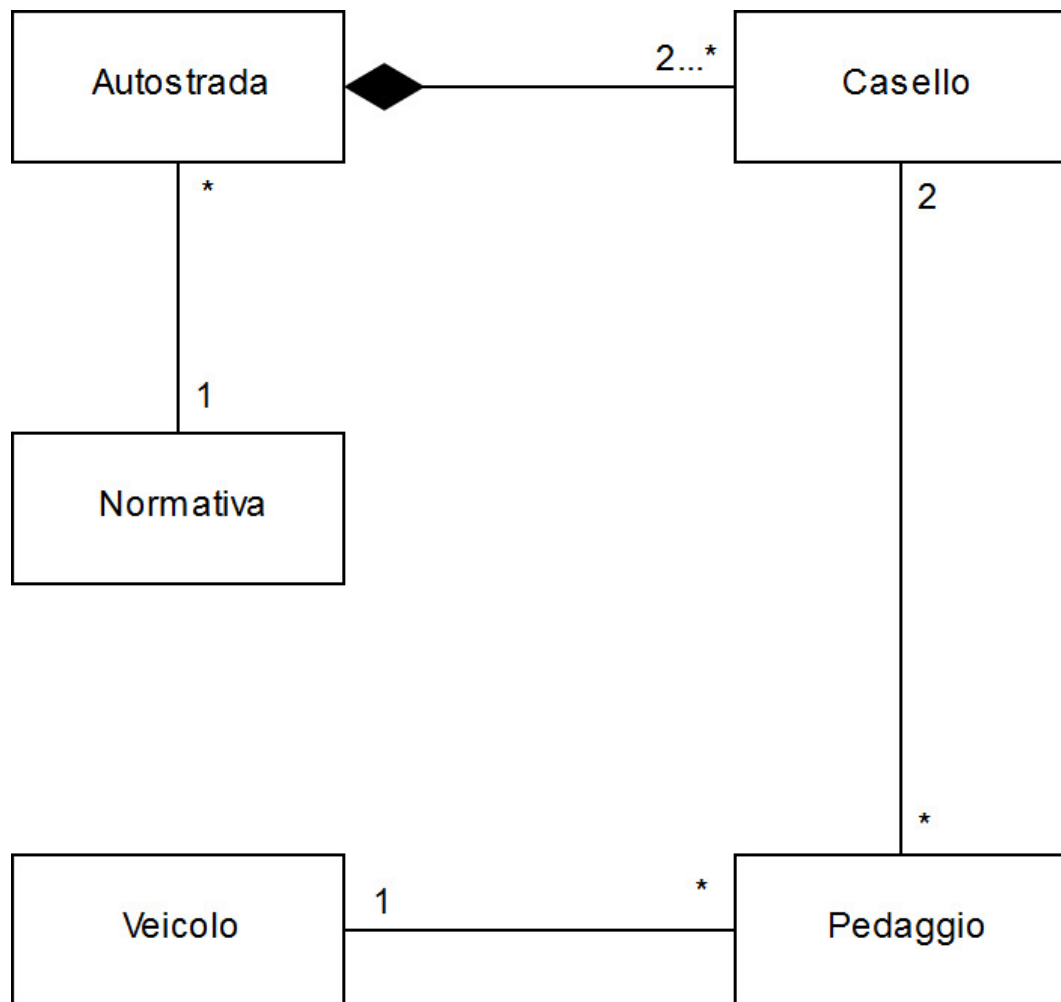 2...*
Autostrada
Casello
*
2
1
Normativa
*
1
*
Veicolo
Pedaggio